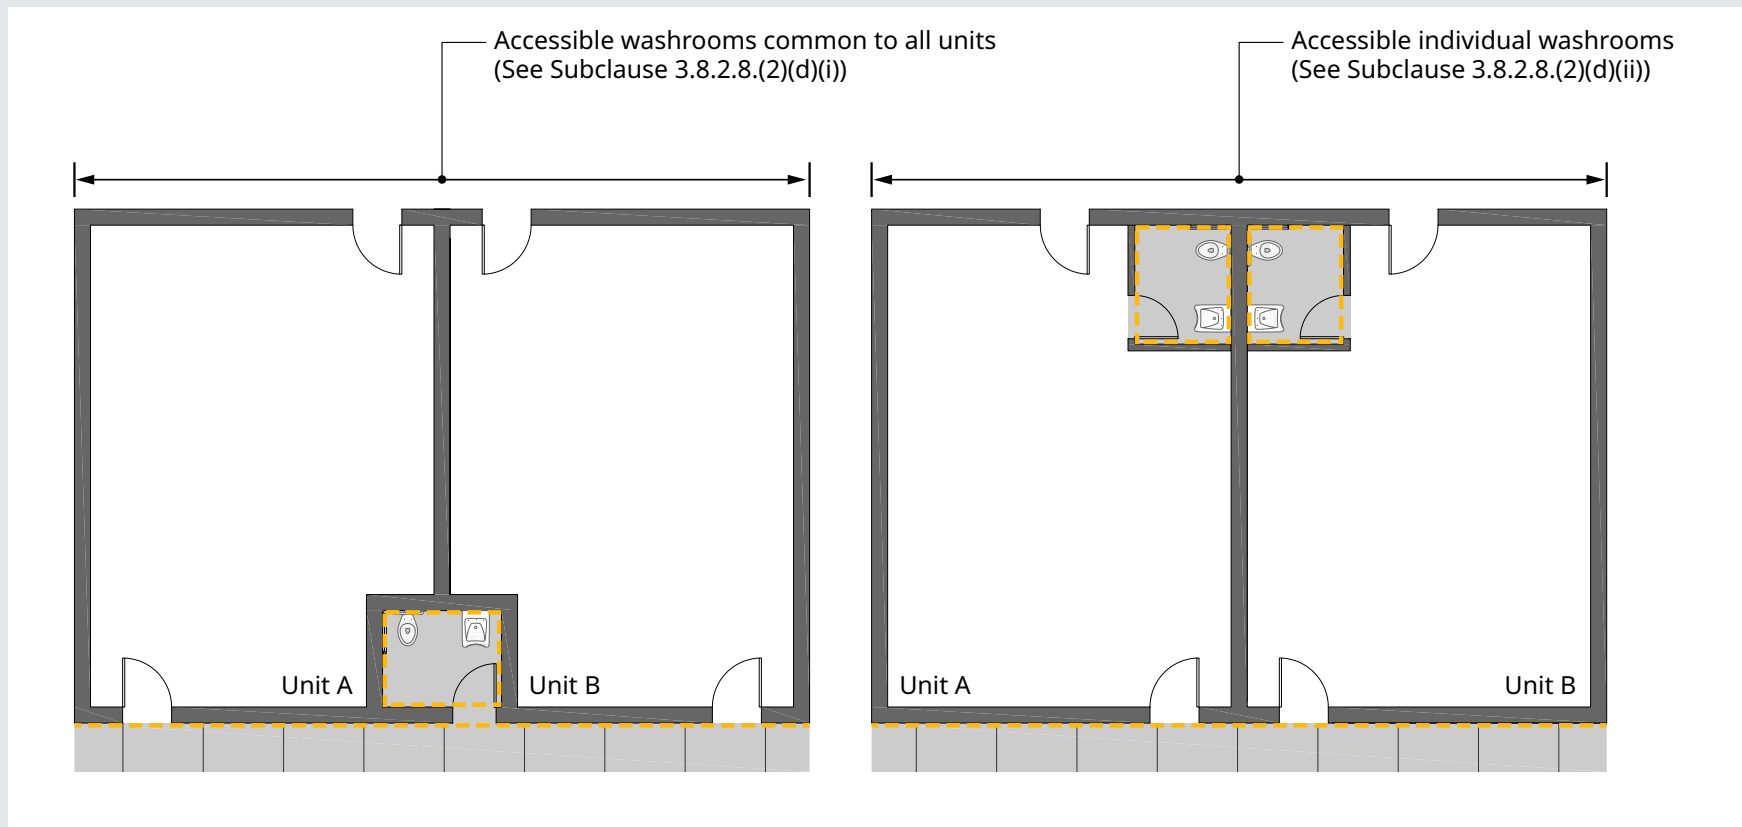 Accessible washrooms common to all units
(See Subclause 3.8.2.8.(2)(d)(i))
Accessible individual washrooms
(See Subclause 3.8.2.8.(2)(d)(ii))
Unit A
Unit B
Unit A
Unit B